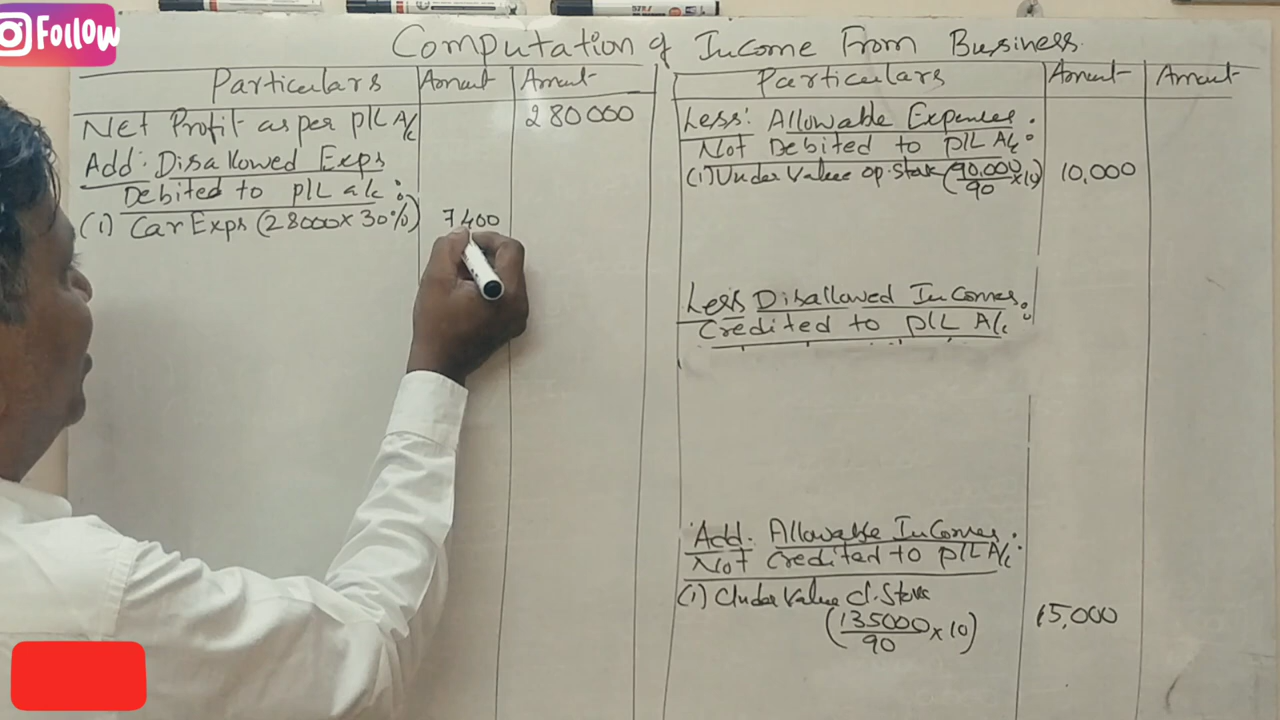 Follow
Computation of Income From Business.
Particulars Amount Amount
Net Profit as per P/L A/c 280000
Add: Disallowed Exps
Debited to P/L a/c:
(1) Car Exps (28000 x 30%) 7400
Particulars Amount Amount
Less: Allowable Expenses.
Not Debited to P/L A/c:
(1) Under Value op. Stock (90,000/90 x 10) 10,000
Less Disallowed Incomes:
Credited to P/L A/c
Add. Allowable Incomes:
Not Credited to P/L A/c
(1) Under Value Cl. Stock
(135000/90 x 10) 15,000